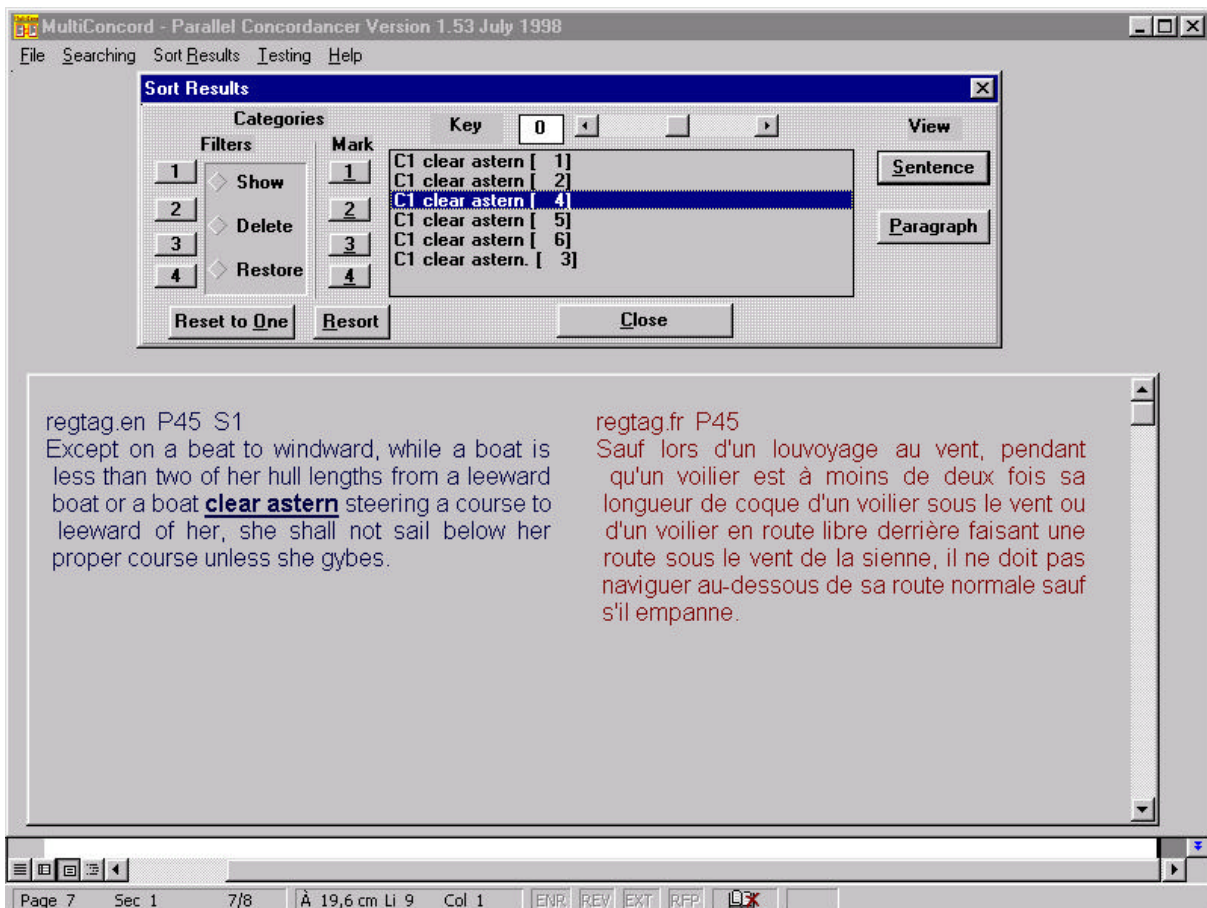 MultiConcord - Parallel Concordancer Version 1.53 July 1998
File Searching Sort Results Testing Help
Sort Results
Categories
Filters
Mark
Key 0
View
1 Show 1
2 Delete 2
3 Restore 3
4 4
C1 clear astern [ 1]
C1 clear astern [ 2]
C1 clear astern [ 4]
C1 clear astern [ 5]
C1 clear astern [ 6]
C1 clear astern. [ 3]
Sentence
Paragraph
Reset to One Resort Close
regtag.en P45 S1
Except on a beat to windward, while a boat is
less than two of her hull lengths from a leeward
boat or a boat clear astern steering a course to
leeward of her, she shall not sail below her
proper course unless she gybes.
regtag.fr P45
Sauf lors d'un louvoyage au vent, pendant
qu'un voilier est à moins de deux fois sa
longueur de coque d'un voilier sous le vent ou
d'un voilier en route libre derrière faisant une
route sous le vent de la sienne, il ne doit pas
naviguer au-dessous de sa route normale sauf
s'il empanne.
Page 7 Sec 1 7/8 À 19,6 cm Li 9 Col 1 ENR REV EXT RFP